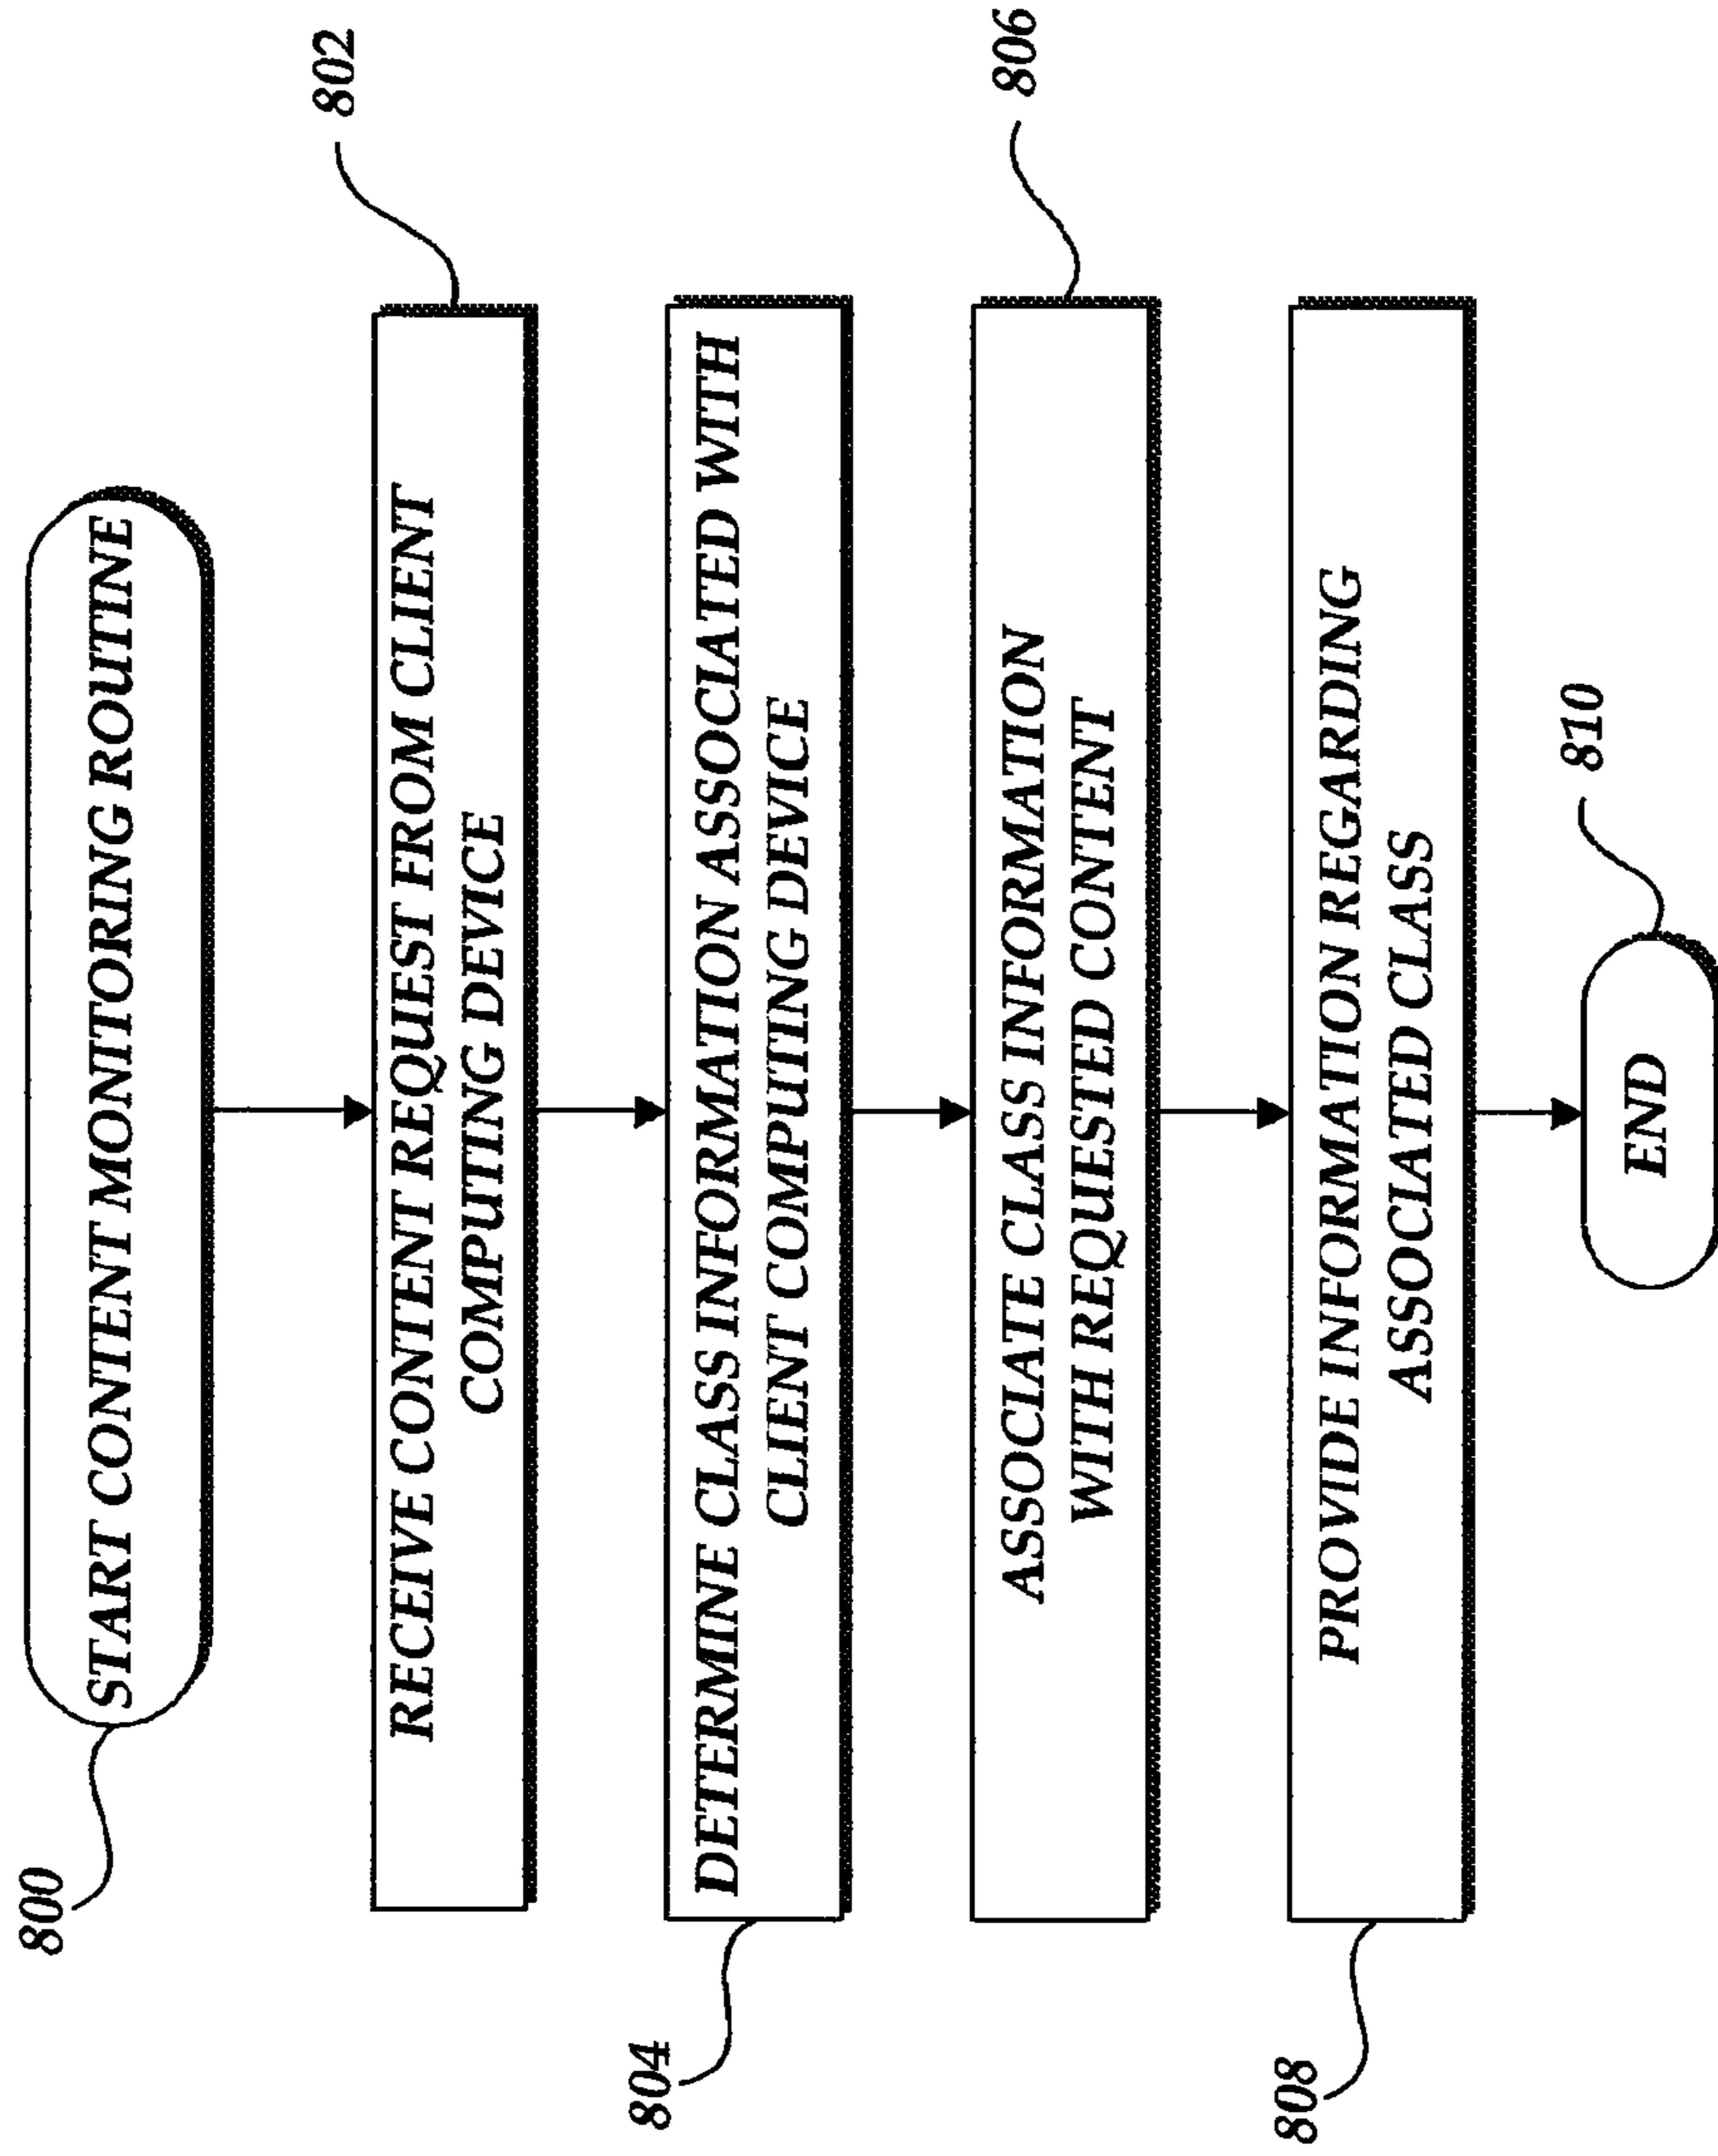 800
START CONTENT MONITORING ROUTINE
802
RECEIVE CONTENT REQUEST FROM CLIENT
COMPUTING DEVICE
804
DETERMINE CLASS INFORMATION ASSOCIATED WITH
CLIENT COMPUTING DEVICE
806
ASSOCIATE CLASS INFORMATION
WITH REQUESTED CONTENT
808
PROVIDE INFORMATION REGARDING
ASSOCIATED CLASS
810
END